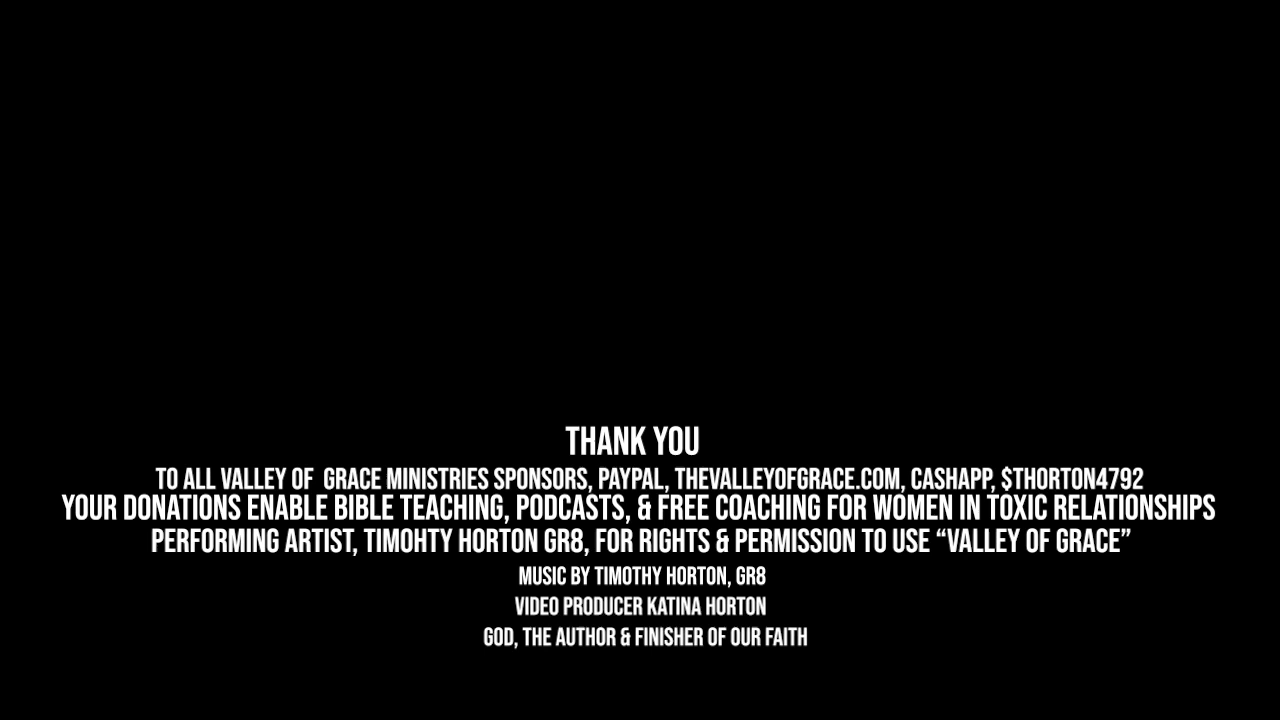 THANK YOU
TO ALL VALLEY OF GRACE MINISTRIES SPONSORS, PAYPAL, THEVALLEYOFGRACE.COM, CASHAPP, $THORTON4792
YOUR DONATIONS ENABLE BIBLE TEACHING, PODCASTS, & FREE COACHING FOR WOMEN IN TOXIC RELATIONSHIPS
PERFORMING ARTIST, TIMOHTY HORTON GR8, FOR RIGHTS & PERMISSION TO USE “VALLEY OF GRACE”
MUSIC BY TIMOTHY HORTON, GR8
VIDEO PRODUCER KATINA HORTON
GOD, THE AUTHOR & FINISHER OF OUR FAITH